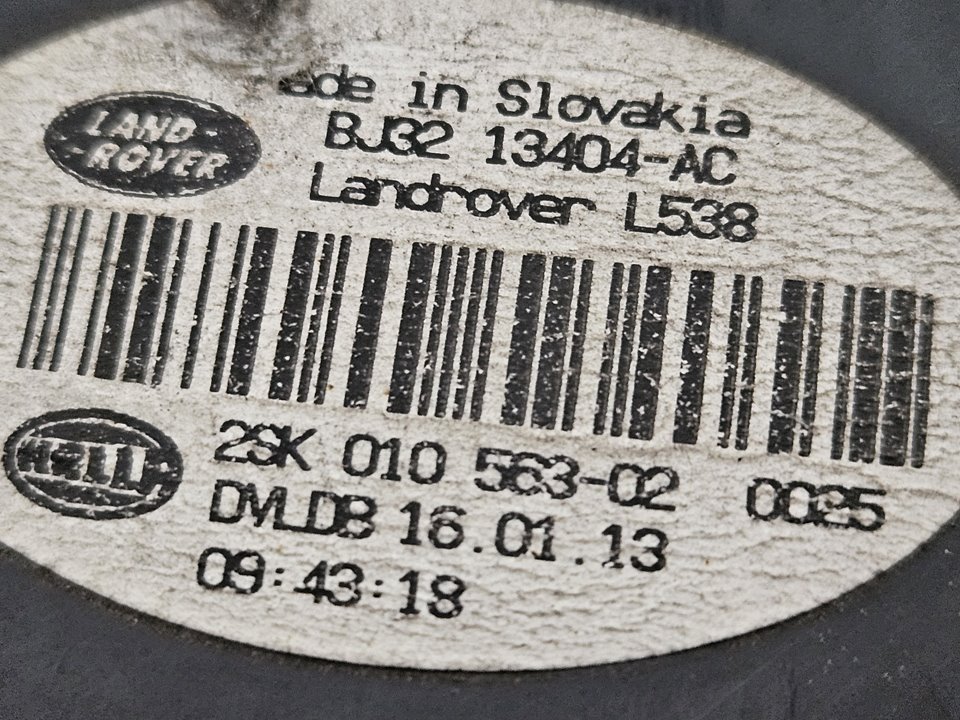 in Slovakia
LAND-
-ROVER
BJ32 13404-AC
Landrover L538
HELLA
2SK 010 563-02 0025
DVLDB 16.01.13
09:43:18